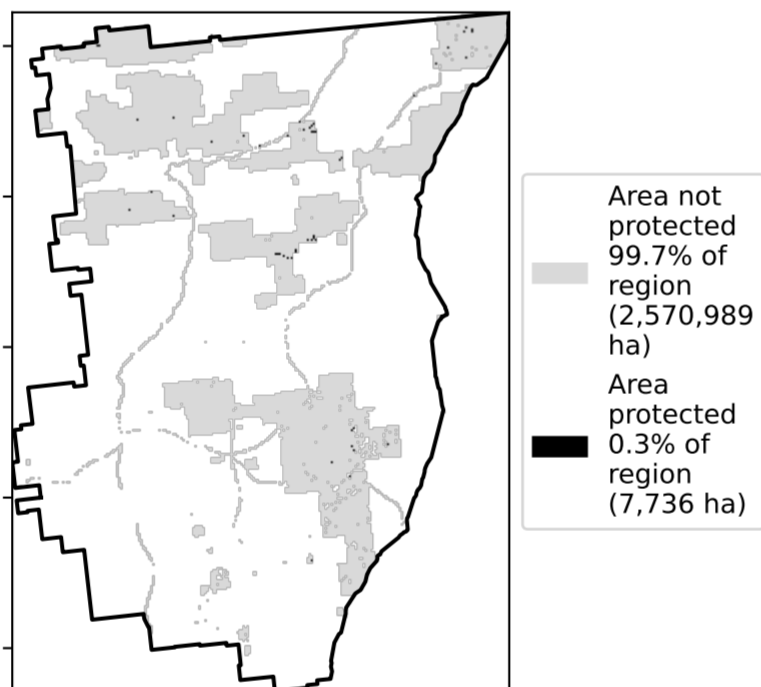 Area not
protected
99.7% of
region
(2,570,989
ha)
Area
protected
0.3% of
region
(7,736 ha)